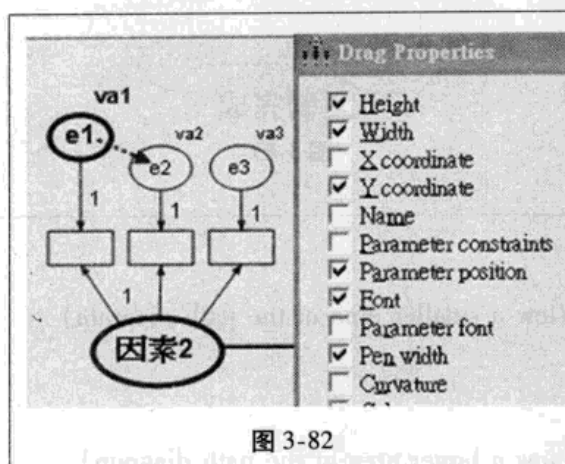 Drag Properties
va1
va2
va3
e1
e2
e3
1
1
1
1
因素2
Height
Width
X coordinate
Y coordinate
Name
Parameter constraints
Parameter position
Font
Parameter font
Pen width
Curvature
图 3-82